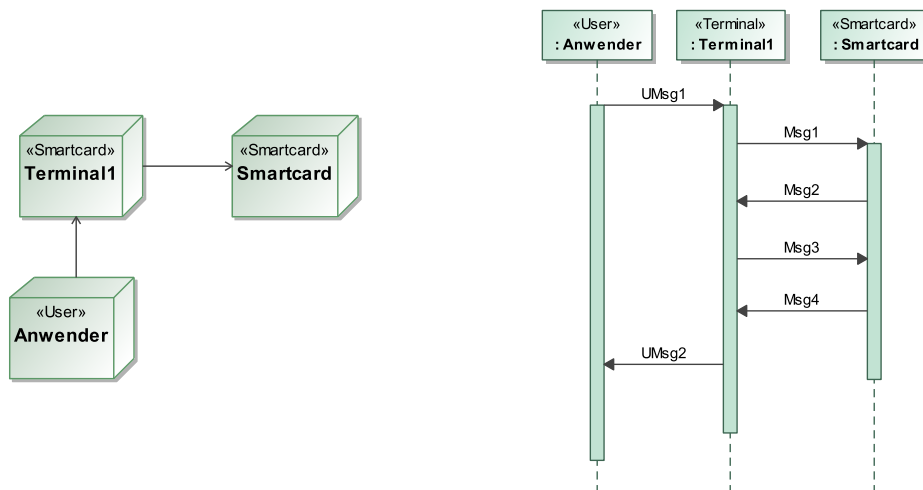 «Smartcard»
Terminal1
«Smartcard»
Smartcard
«User»
Anwender
«User»
: Anwender
«Terminal»
: Terminal1
«Smartcard»
: Smartcard
UMsg1
Msg1
Msg2
Msg3
Msg4
UMsg2